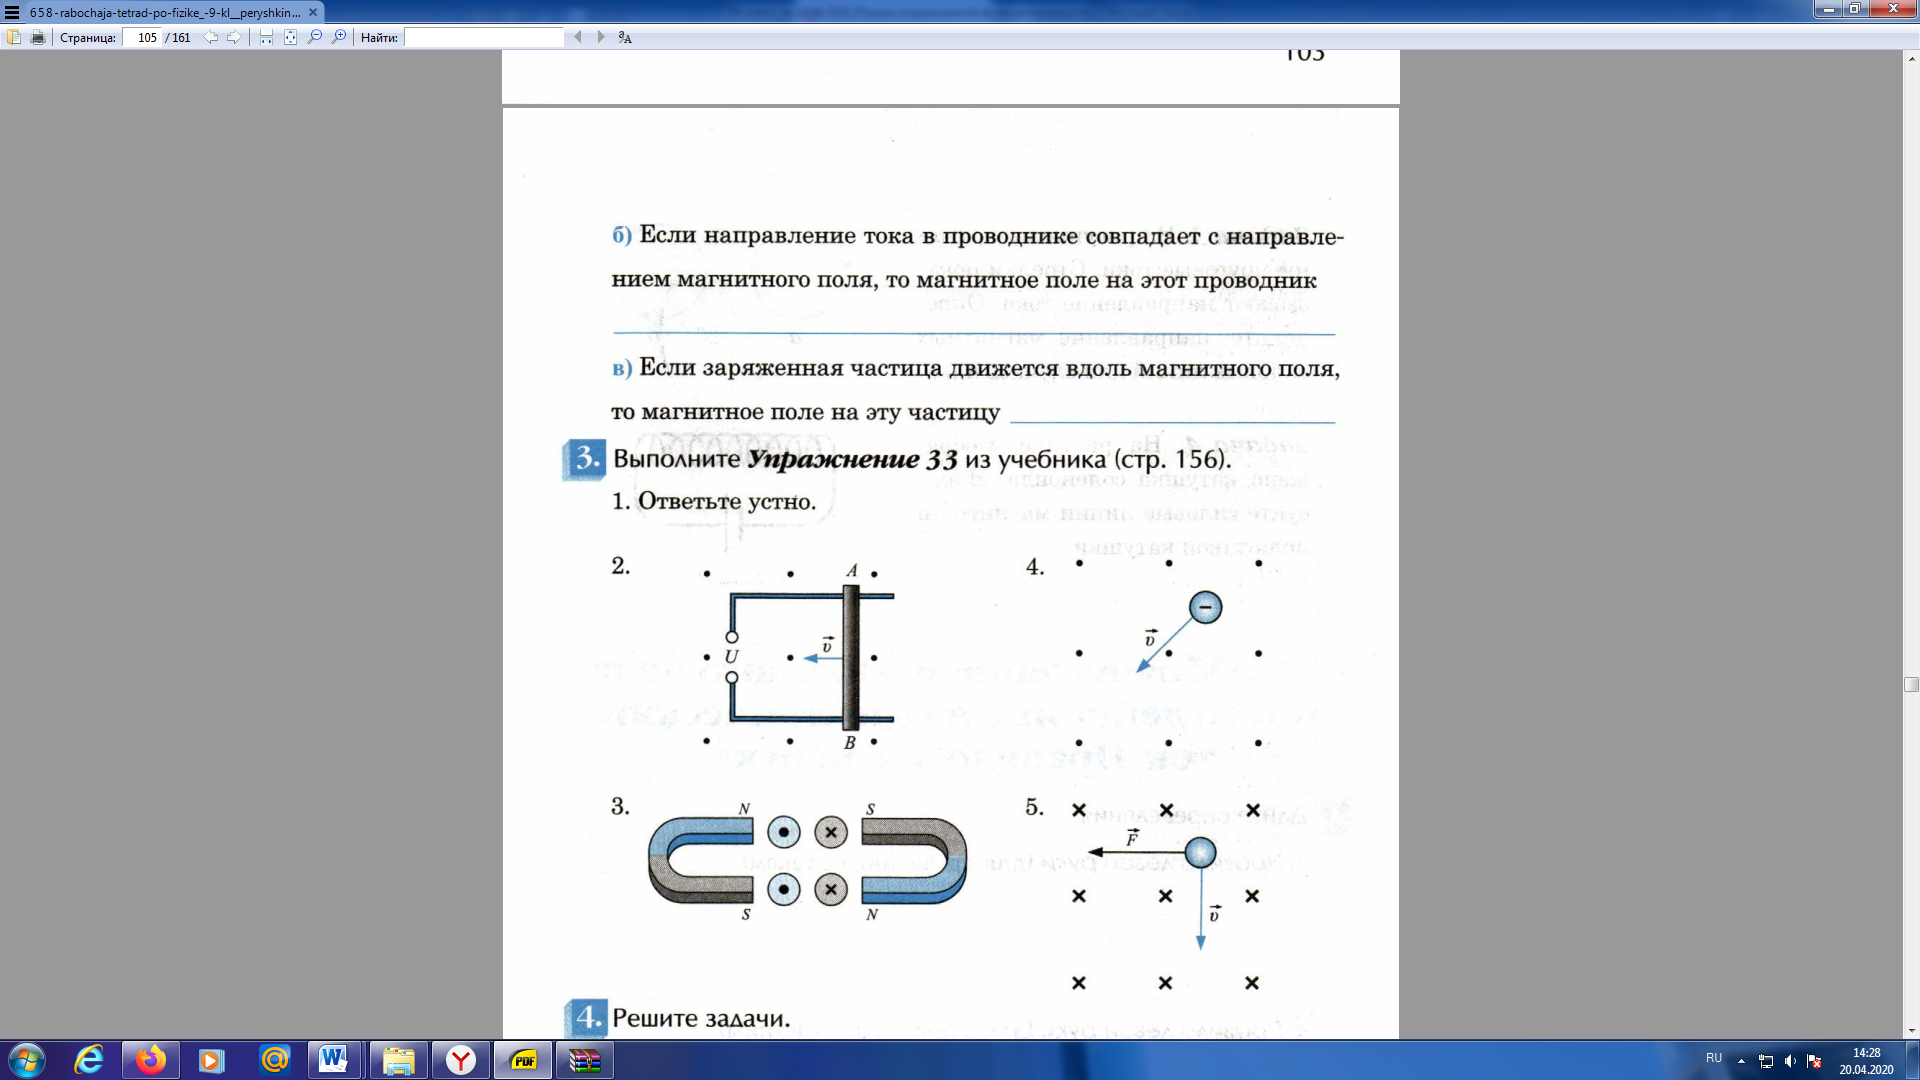 658-rabochaja-tetrad-po-fizike_-9-kl__peryshkin...
Страница: 105 / 161 Найти:
103
б) Если направление тока в проводнике совпадает с направле-
нием магнитного поля, то магнитное поле на этот проводник
в) Если заряженная частица движется вдоль магнитного поля,
то магнитное поле на эту частицу
3. Выполните Упражнение 33 из учебника (стр. 156).
1. Ответьте устно.
2.
A
υ
U
B
4.
−
υ
3.
N
S
S
N
5.
F
υ
4. Решите задачи.
RU
14:28
20.04.2020